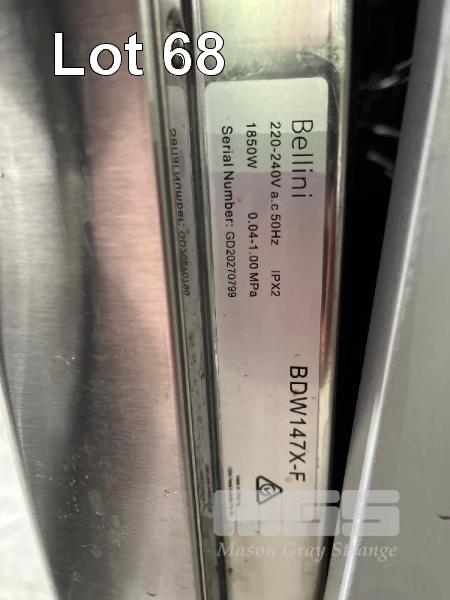 Lot 68
Bellini
220-240V a.c 50Hz IPX2
1850W 0.04-1.00 MPa
Serial Number: GD20270799
BDW147X-F
MGS
Mason Gray Strange